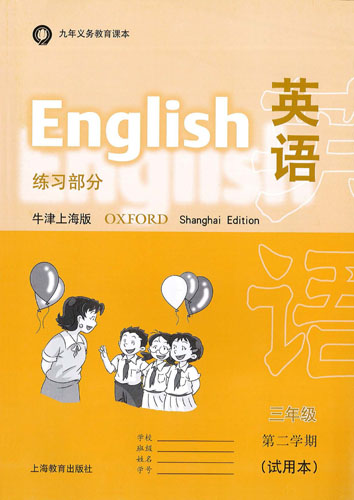 九年义务教育课本
英语
English
练习部分
牛津上海版 OXFORD Shanghai Edition
三年级
第二学期
(试用本)
学校
班级
姓名
学号
上海教育出版社